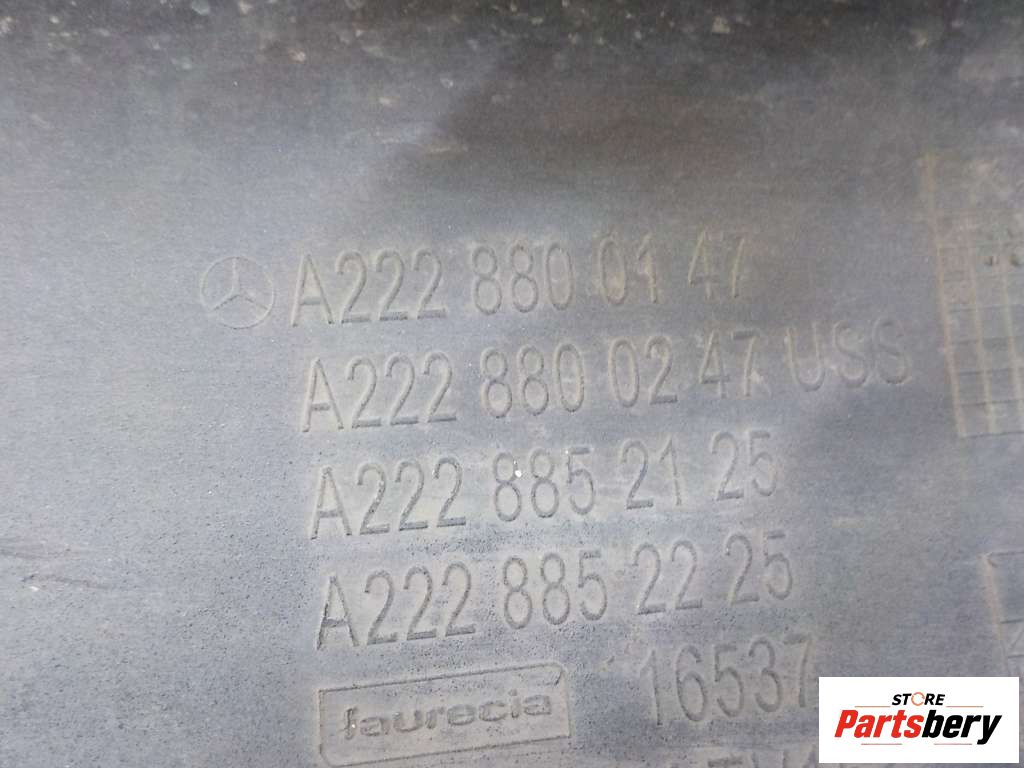 A222 880 01 47
A222 880 02 47 USS
A222 885 21 25
A222 885 22 25
faurecia 16537
STORE
Partsbery